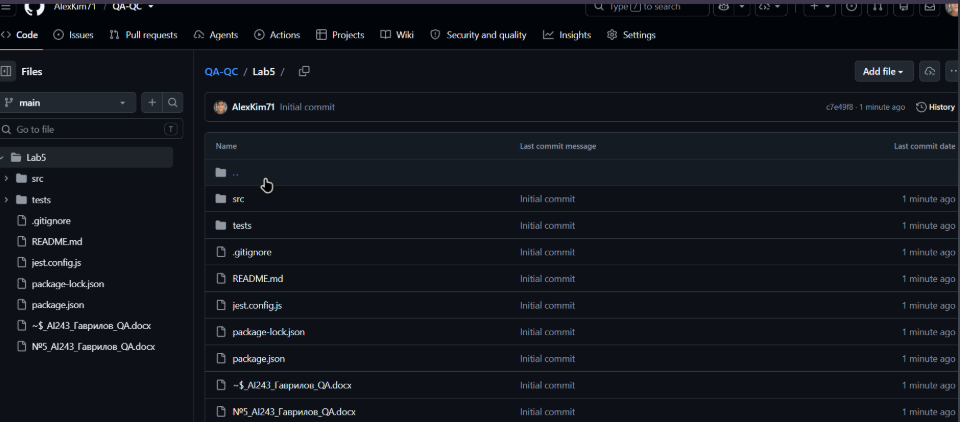 AlexKim71 / QA-QC
Type / to search
Code Issues Pull requests Agents Actions Projects Wiki Security and quality Insights Settings
Files
main
Go to file T
Lab5
src
tests
.gitignore
README.md
jest.config.js
package-lock.json
package.json
~$_AI243_Гаврилов_QA.docx
№5_AI243_Гаврилов_QA.docx
QA-QC / Lab5 /
Add file
AlexKim71 Initial commit
c7e49f8 · 1 minute ago History
Name Last commit message Last commit date
..
src Initial commit 1 minute ago
tests Initial commit 1 minute ago
.gitignore Initial commit 1 minute ago
README.md Initial commit 1 minute ago
jest.config.js Initial commit 1 minute ago
package-lock.json Initial commit 1 minute ago
package.json Initial commit 1 minute ago
~$_AI243_Гаврилов_QA.docx Initial commit 1 minute ago
№5_AI243_Гаврилов_QA.docx Initial commit 1 minute ago